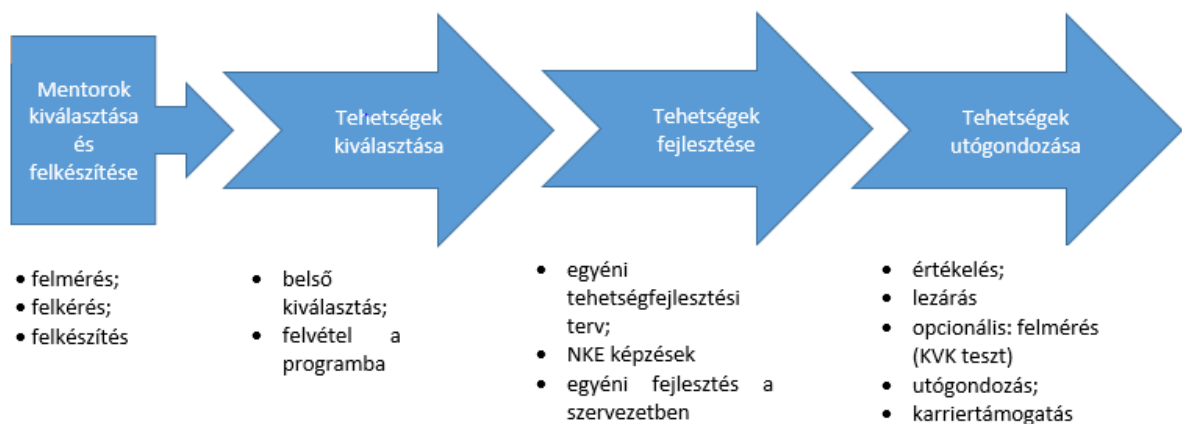 Mentorok
kiválasztása
és
felkészítése
• felmérés;
• felkérés;
• felkészítés
Tehetségek
kiválasztása
• belső
kiválasztás;
• felvétel a
programba
Tehetségek
fejlesztése
• egyéni
tehetségfejlesztési
terv;
• NKE képzések
• egyéni fejlesztés a
szervezetben
Tehetségek
utógondozása
• értékelés;
• lezárás
• opcionális: felmérés
(KVK teszt)
• utógondozás;
• karriertámogatás